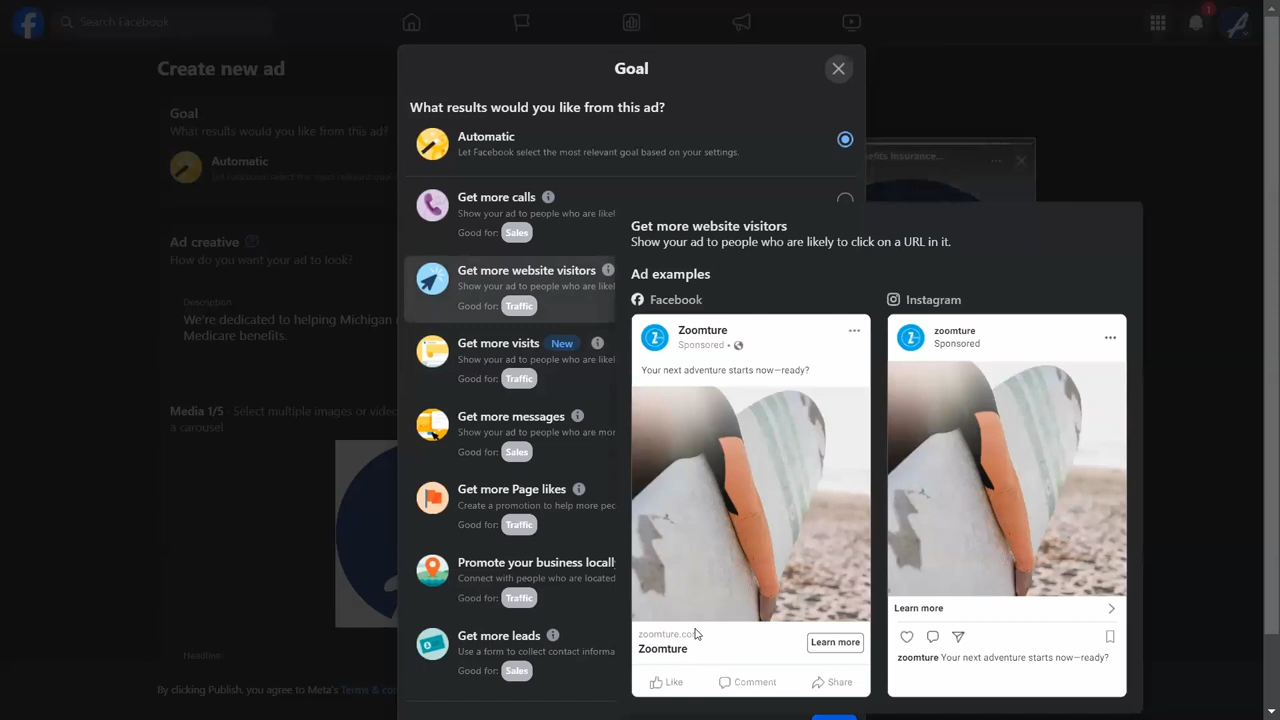 Search Facebook
1
Create new ad
Goal
What results would you like from this ad?
Automatic
Let Facebook select the most relevant
Ad creative
How do you want your ad to look?
Description
We're dedicated to helping Michigan
Medicare benefits.
Media 1/5 · Select multiple images or video
a carousel.
Headline
By clicking Publish, you agree to Meta's Terms & co
Goal
What results would you like from this ad?
Automatic
Let Facebook select the most relevant goal based on your settings.
Get more calls
Show your ad to people who are likel
Good for: Sales
Get more website visitors
Show your ad to people who are likel
Good for: Traffic
Get more visits New
Show your ad to people who are likel
Good for: Traffic
Get more messages
Show your ad to people who are mor
Good for: Sales
Get more Page likes
Create a promotion to help more peo
Good for: Traffic
Promote your business locall
Connect with people who are located
Good for: Traffic
Get more leads
Use a form to collect contact informa
Good for: Sales
Insurance...
Get more website visitors
Show your ad to people who are likely to click on a URL in it.
Ad examples
Facebook
Zoomture
Sponsored •
Your next adventure starts now—ready?
zoomture.com
Zoomture
Learn more
Like
Comment
Share
Instagram
zoomture
Sponsored
Learn more
zoomture Your next adventure starts now—ready?